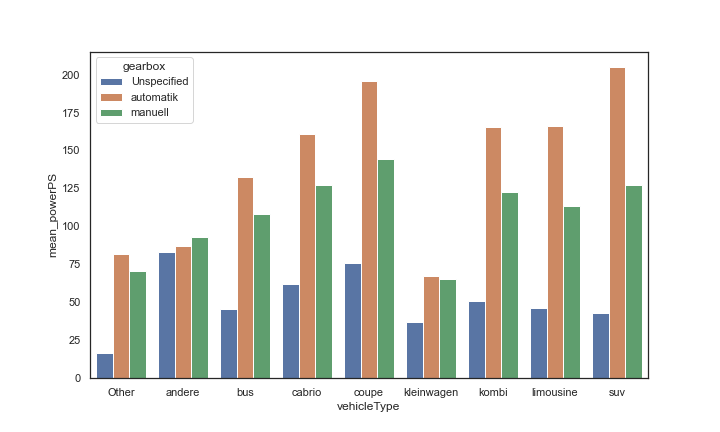 gearbox
Unspecified
automatik
manuell
mean_powerPS
200
175
150
125
100
75
50
25
0
Other andere bus cabrio coupe kleinwagen kombi limousine suv
vehicleType